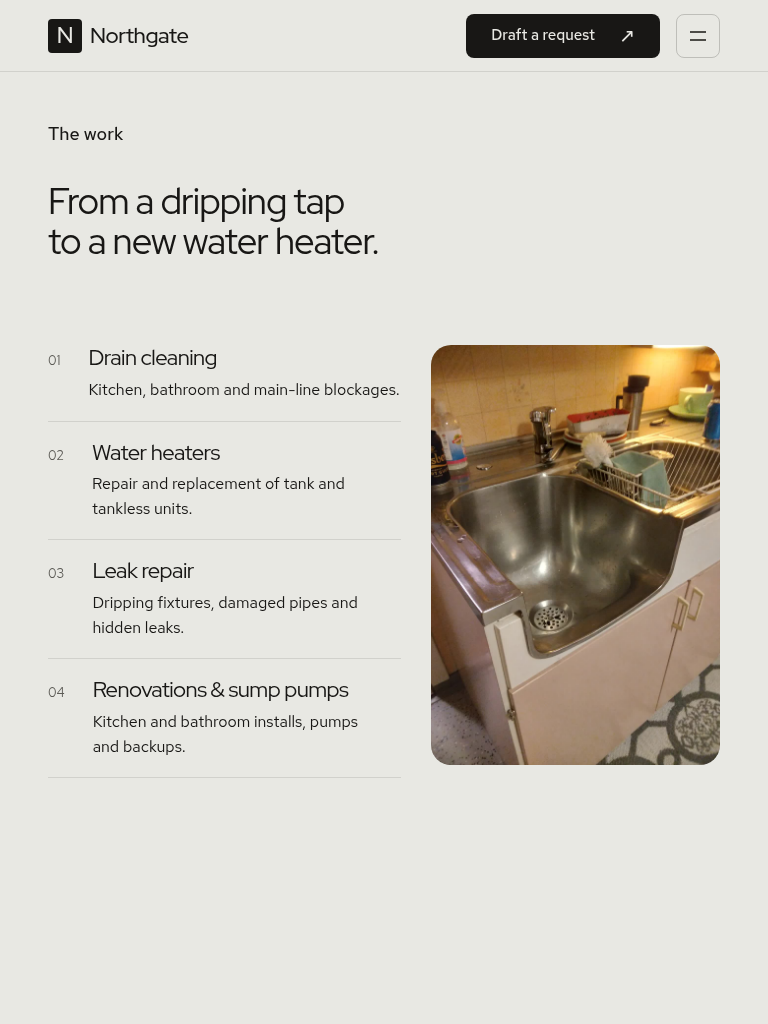 N Northgate
Draft a request ↗
The work
From a dripping tap
to a new water heater.
01 Drain cleaning
Kitchen, bathroom and main-line blockages.
02 Water heaters
Repair and replacement of tank and
tankless units.
03 Leak repair
Dripping fixtures, damaged pipes and
hidden leaks.
04 Renovations & sump pumps
Kitchen and bathroom installs, pumps
and backups.